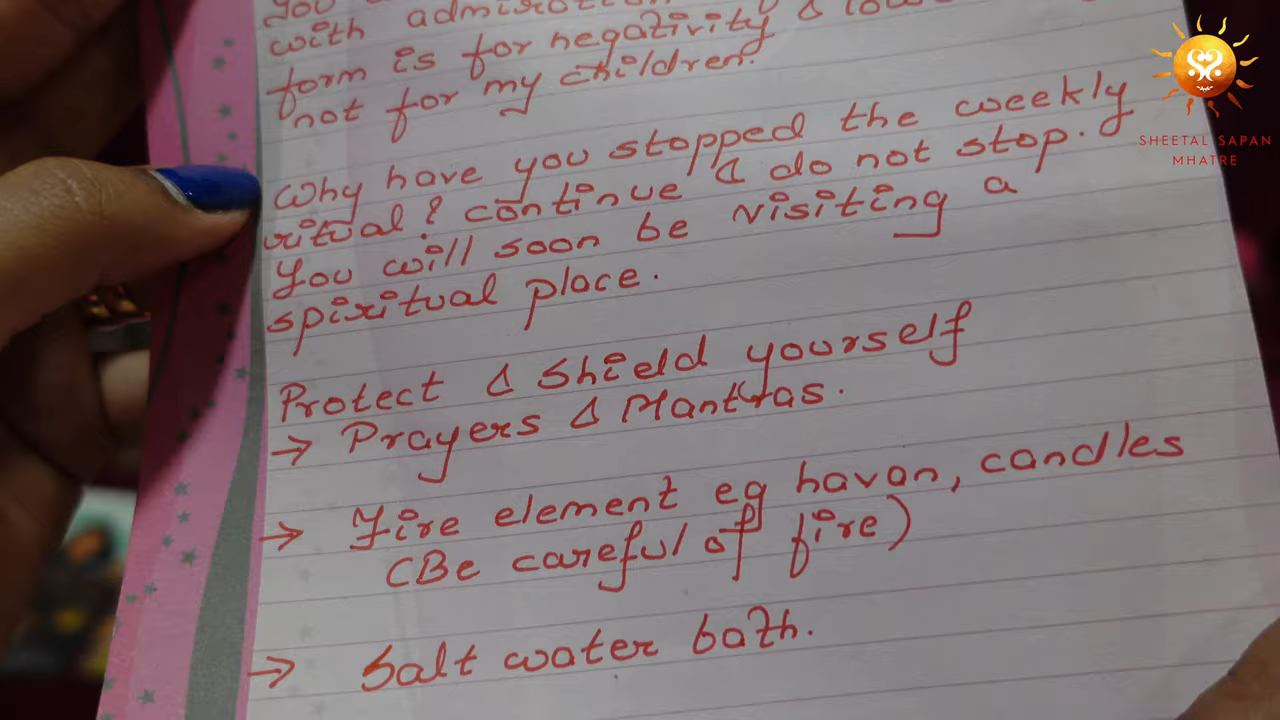 you
with
form is for negativity &
not for my children.
Why have you stopped the weekly
ritual? continue & do not stop.
You will soon be visiting a
spiritual place.
Protect & Shield yourself
→ Prayers & Mantras.
→ Fire element eg havan, candles
(Be careful of fire)
→ Salt water bath.
SHEETAL SAPAN
MHATRE